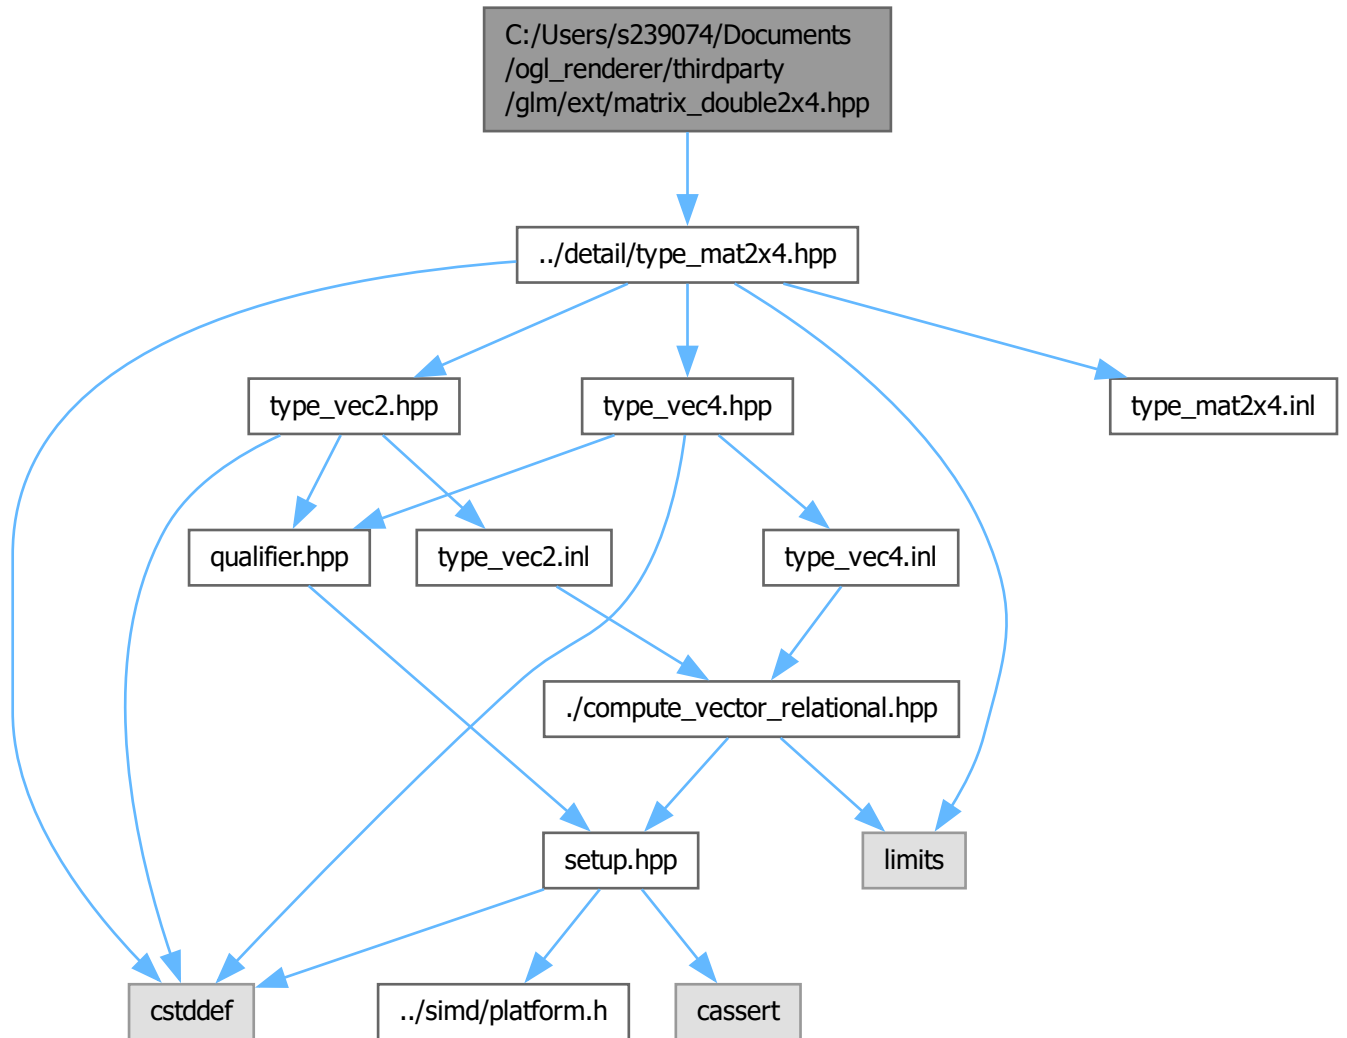 C:/Users/s239074/Documents
/ogl_renderer/thirdparty
/glm/ext/matrix_double2x4.hpp
../detail/type_mat2x4.hpp
type_vec2.hpp
type_vec4.hpp
type_mat2x4.inl
qualifier.hpp
type_vec2.inl
type_vec4.inl
./compute_vector_relational.hpp
setup.hpp
limits
cstddef
../simd/platform.h
cassert